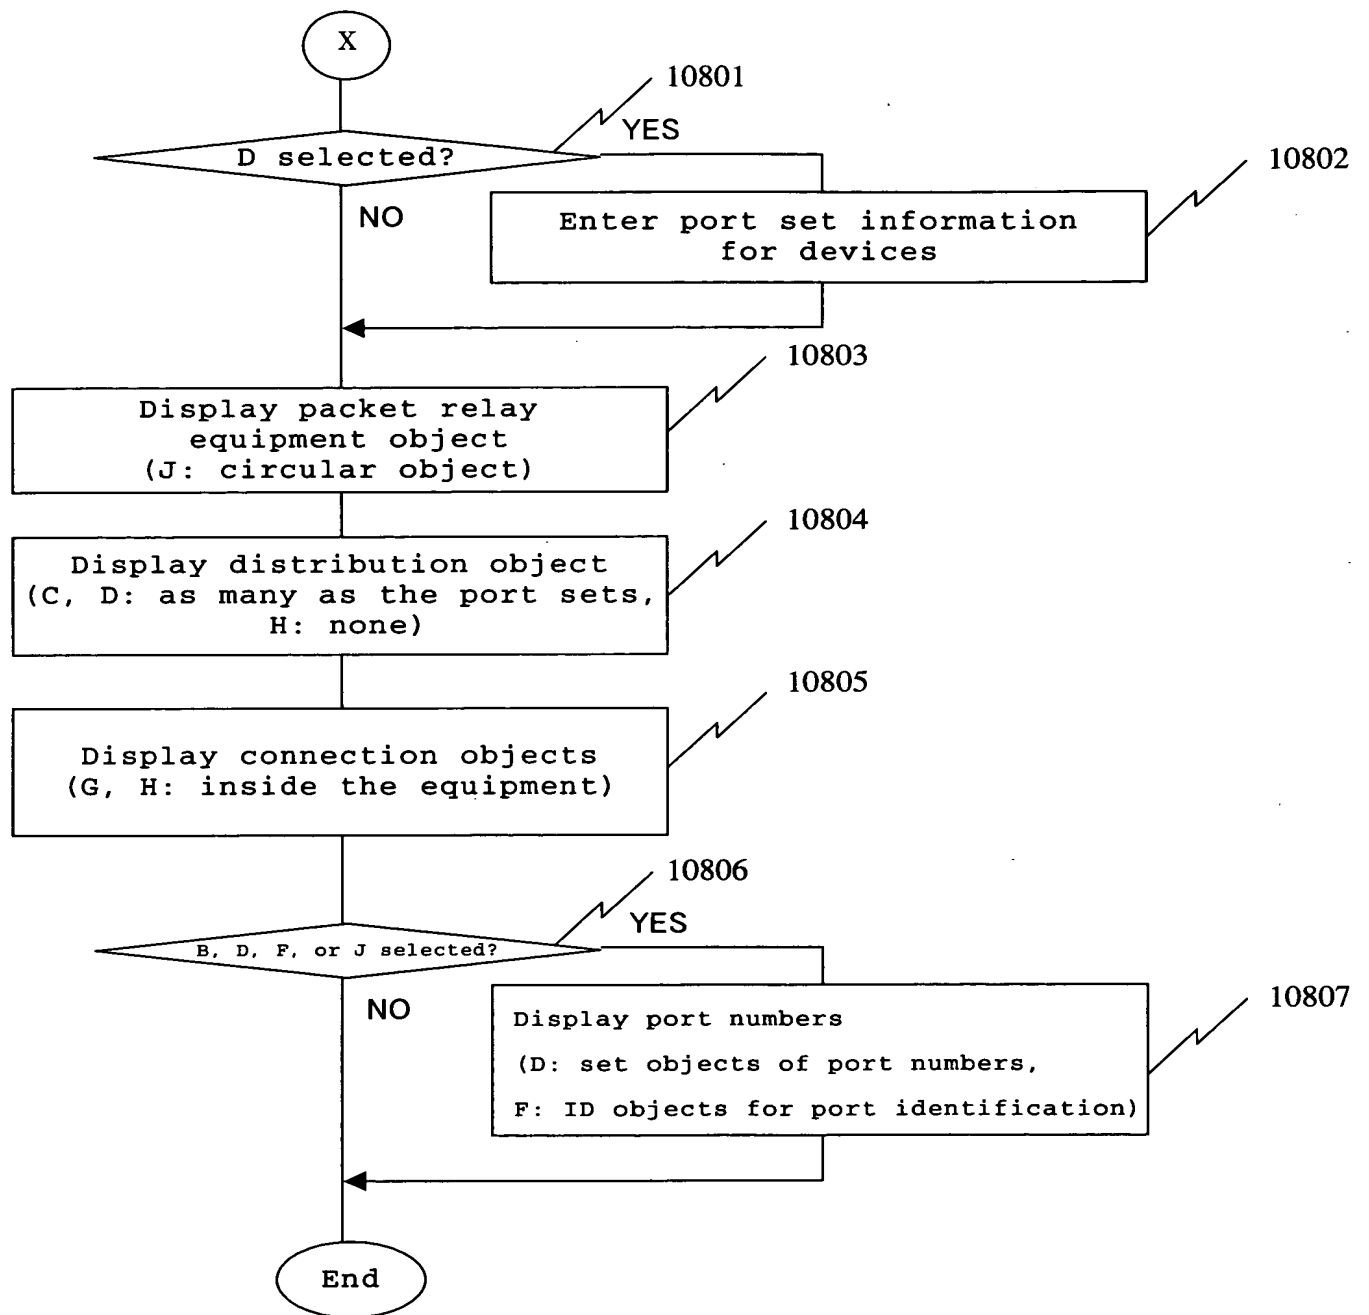 X
10801
YES
D selected?
10802
NO
Enter port set information
for devices
10803
Display packet relay
equipment object
(J: circular object)
10804
Display distribution object
(C, D: as many as the port sets,
H: none)
10805
Display connection objects
(G, H: inside the equipment)
10806
YES
B, D, F, or J selected?
10807
NO
Display port numbers
(D: set objects of port numbers,
F: ID objects for port identification)
End